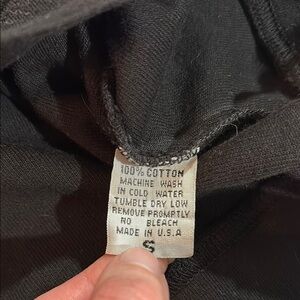 100% COTTON
MACHINE WASH
IN COLD WATER
TUMBLE DRY LOW
REMOVE PROMPTLY
NO BLEACH
MADE IN U.S.A
S